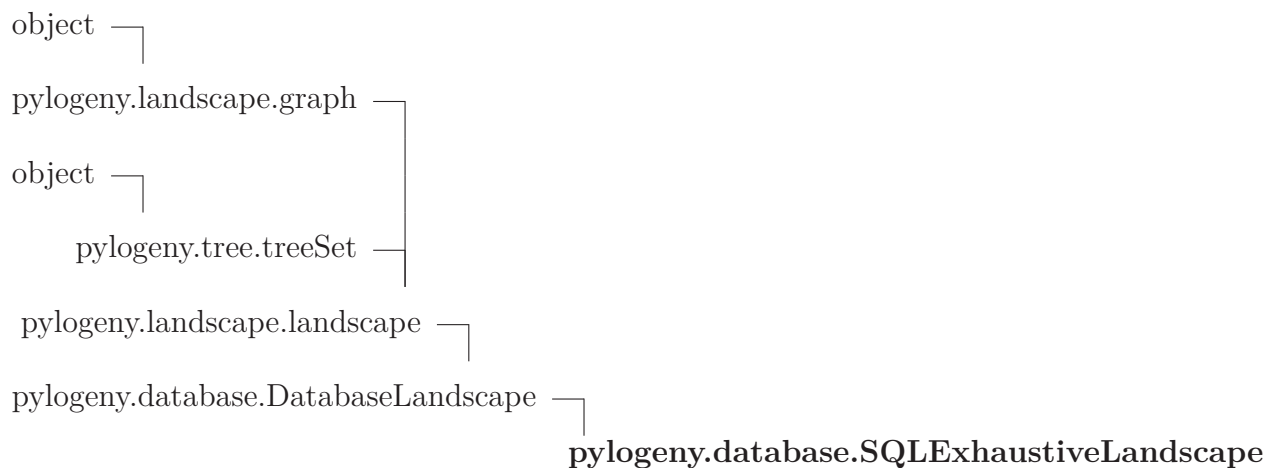 object
pylogeny.landscape.graph
object
pylogeny.tree.treeSet
pylogeny.landscape.landscape
pylogeny.database.DatabaseLandscape
pylogeny.database.SQLExhaustiveLandscape